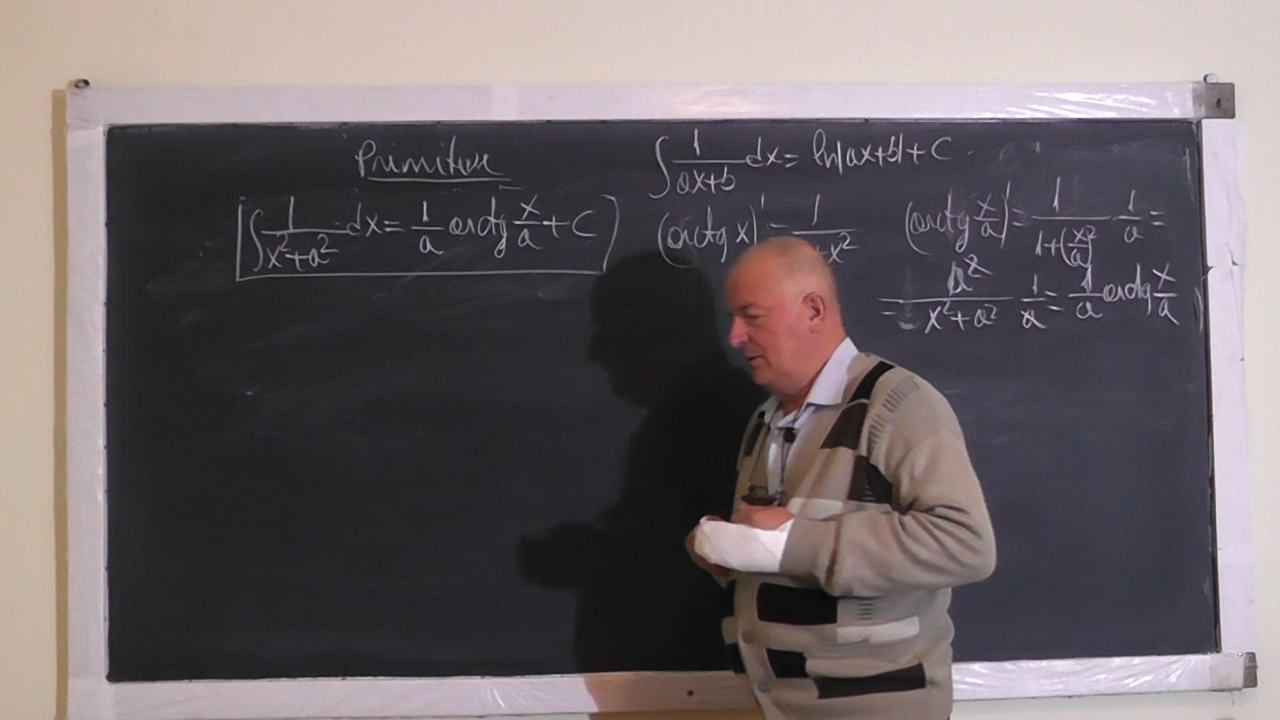 Primitive
∫ 1/(x²+a²) dx = 1/a arctg x/a + C
∫ 1/(ax+b) dx = ln|ax+b| + C
(arctg x)' = 1/(+x²)
(arctg x/a)' = 1/(1+(x/a)²) 1/a =
= a²/(x²+a²) 1/a = 1/a arctg x/a